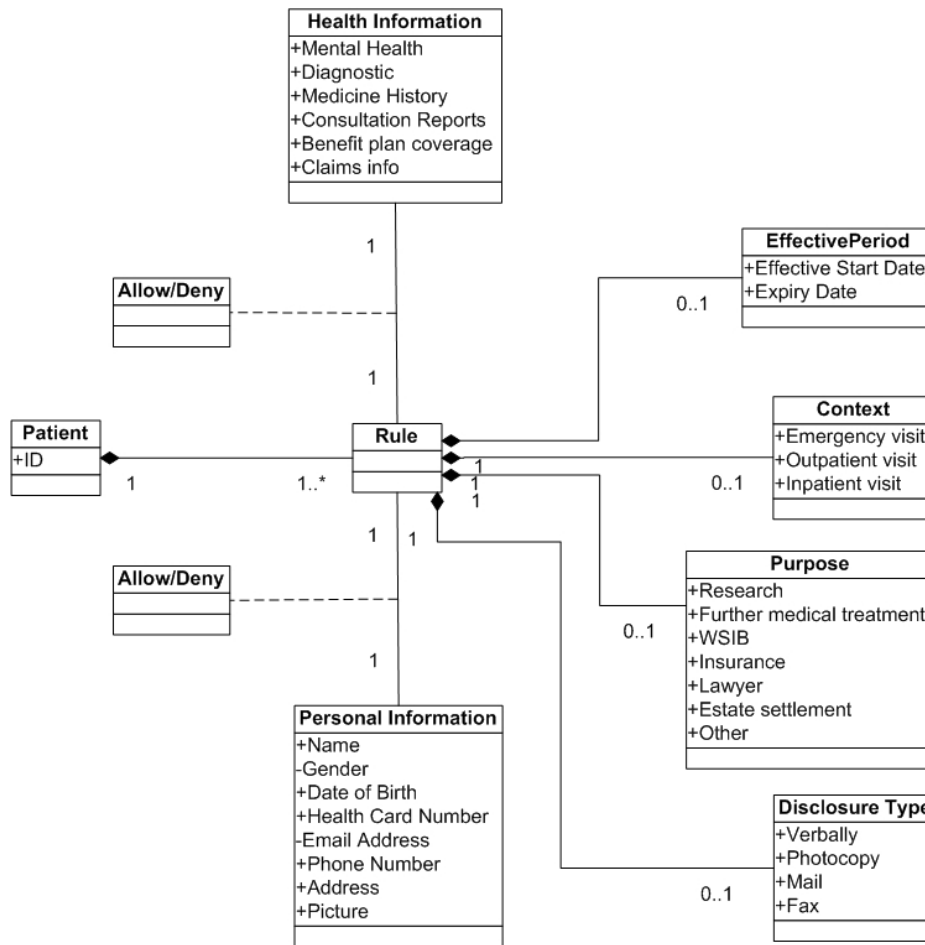 Health Information
+Mental Health
+Diagnostic
+Medicine History
+Consultation Reports
+Benefit plan coverage
+Claims info
1
EffectivePeriod
+Effective Start Date
+Expiry Date
0..1
Allow/Deny
1
Patient
+ID
1
1..*
Rule
1
1
1
Context
+Emergency visit
+Outpatient visit
+Inpatient visit
0..1
1
1
Allow/Deny
Purpose
+Research
+Further medical treatment
+WSIB
+Insurance
+Lawyer
+Estate settlement
+Other
0..1
1
Personal Information
+Name
-Gender
+Date of Birth
+Health Card Number
-Email Address
+Phone Number
+Address
+Picture
Disclosure Type
+Verbally
+Photocopy
+Mail
+Fax
0..1